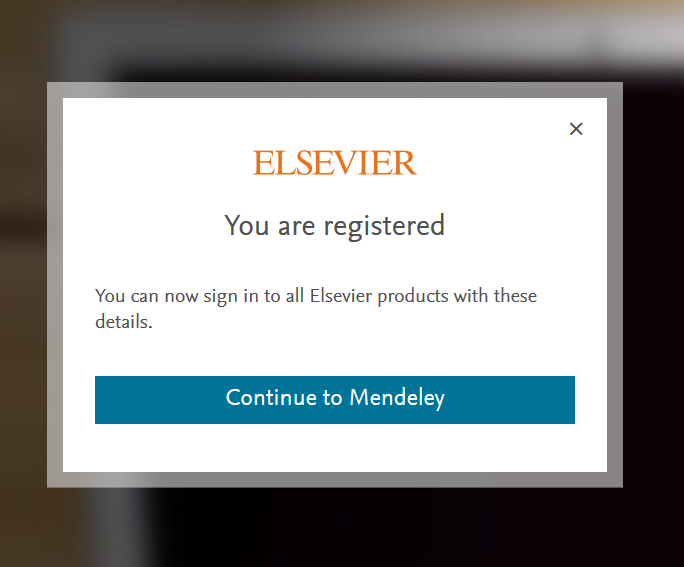 ELSEVIER
You are registered
You can now sign in to all Elsevier products with these
details.
Continue to Mendeley